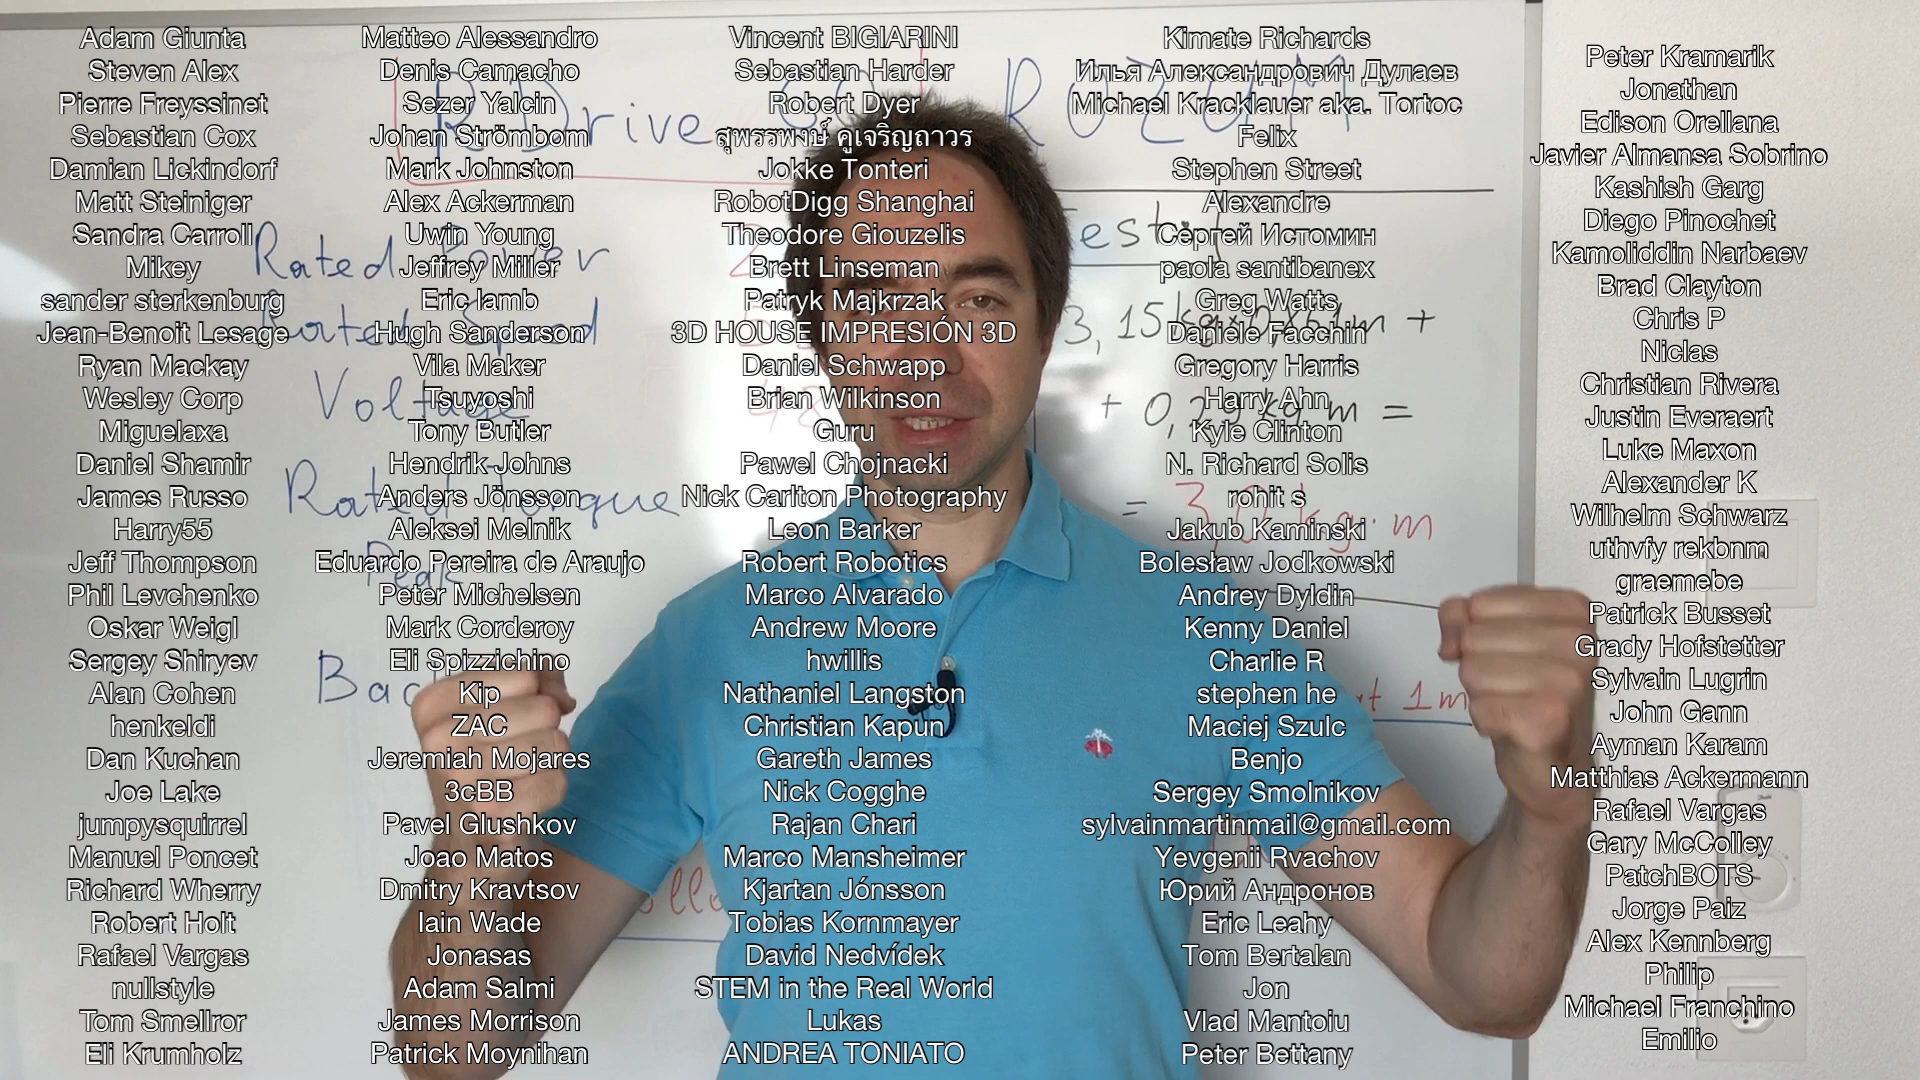 Adam Giunta
Steven Alex
Pierre Freyssinet
Sebastian Cox
Damian Lickindorf
Matt Steiniger
Sandra Carroll
Mikey
sander sterkenburg
Jean-Benoit Lesage
Ryan Mackay
Wesley Corp
Miguelaxa
Daniel Shamir
James Russo
Harry55
Jeff Thompson
Phil Levchenko
Oskar Weigl
Sergey Shiryev
Alan Cohen
henkeldi
Dan Kuchan
Joe Lake
jumpysquirrel
Manuel Poncet
Richard Wherry
Robert Holt
Rafael Vargas
nullstyle
Tom Smellror
Eli Krumholz
Matteo Alessandro
Denis Camacho
Sezer Yalcin
Johan Strömbom
Mark Johnston
Alex Ackerman
Uwin Young
Jeffrey Miller
Eric lamb
Hugh Sanderson
Vila Maker
Tsuyoshi
Tony Butler
Hendrik Johns
Anders Jönsson
Aleksei Melnik
Eduardo Pereira de Araujo
Peter Michelsen
Mark Corderoy
Eli Spizzichino
Kip
ZAC
Jeremiah Mojares
3cBB
Pavel Glushkov
Joao Matos
Dmitry Kravtsov
Iain Wade
Jonasas
Adam Salmi
James Morrison
Patrick Moynihan
Vincent BIGIARINI
Sebastian Harder
Robert Dyer
สุพรรพงษ์ คูเจริญถาวร
Jokke Tonteri
RobotDigg Shanghai
Theodore Giouzelis
Brett Linseman
Patryk Majkrzak
3D HOUSE IMPRESIÓN 3D
Daniel Schwapp
Brian Wilkinson
Guru
Pawel Chojnacki
Nick Carlton Photography
Leon Barker
Robert Robotics
Marco Alvarado
Andrew Moore
hwillis
Nathaniel Langston
Christian Kapun
Gareth James
Nick Cogghe
Rajan Chari
Marco Mansheimer
Kjartan Jónsson
Tobias Kornmayer
David Nedvídek
STEM in the Real World
Lukas
ANDREA TONIATO
Kimate Richards
Илья Александрович Дулаев
Michael Kracklauer aka. Tortoc
Felix
Stephen Street
Alexandre
Сергей Истомин
paola santibanex
Greg Watts
Daniele Facchin
Gregory Harris
Harry Ahn
Kyle Clinton
N. Richard Solis
rohit s
Jakub Kaminski
Bolesław Jodkowski
Andrey Dyldin
Kenny Daniel
Charlie R
stephen he
Maciej Szulc
Benjo
Sergey Smolnikov
sylvainmartinmail@gmail.com
Yevgenii Rvachov
Юрий Андронов
Eric Leahy
Tom Bertalan
Jon
Vlad Mantoiu
Peter Bettany
Peter Kramarik
Jonathan
Edison Orellana
Javier Almansa Sobrino
Kashish Garg
Diego Pinochet
Kamoliddin Narbaev
Brad Clayton
Chris P
Niclas
Christian Rivera
Justin Everaert
Luke Maxon
Alexander K
Wilhelm Schwarz
uthvfy rekbnm
graemebe
Patrick Busset
Grady Hofstetter
Sylvain Lugrin
John Gann
Ayman Karam
Matthias Ackermann
Rafael Vargas
Gary McColley
PatchBOTS
Jorge Paiz
Alex Kennberg
Philip
Michael Franchino
Emilio
RDrive
ROZUM
Rated Power
Rated Speed
Voltage
Rated Torque
Peak
= 3,0 kg·m
1m